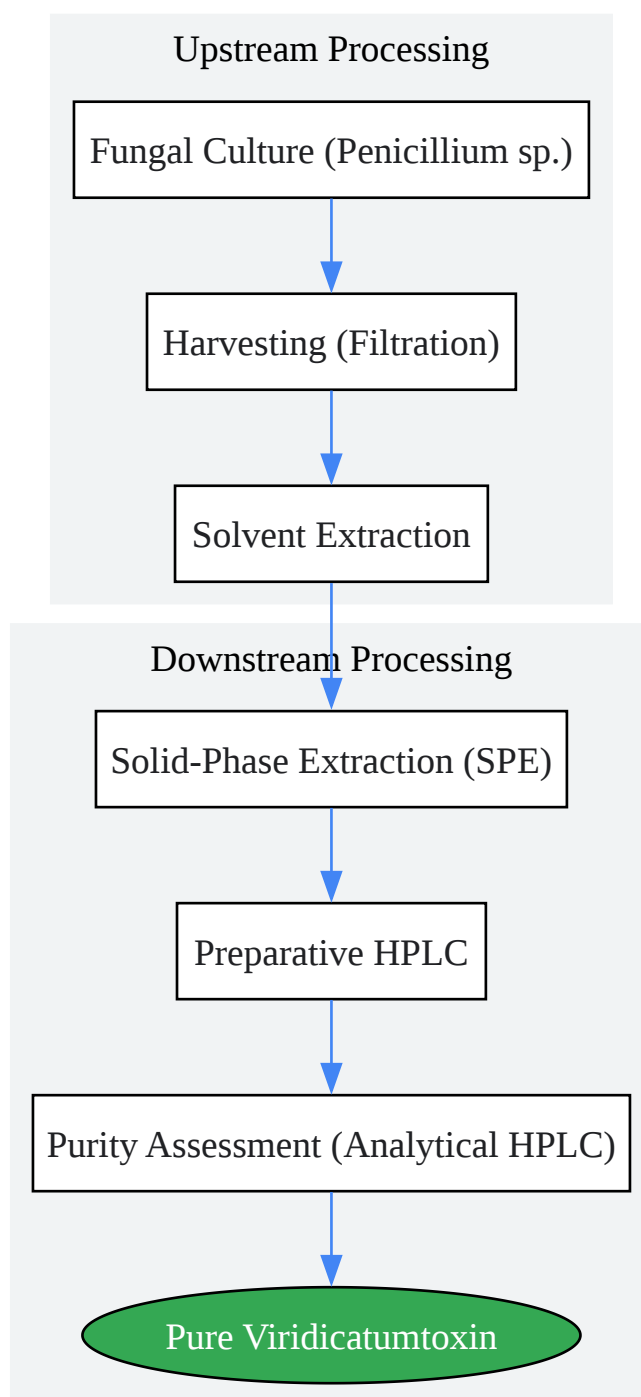 Upstream Processing
Fungal Culture (Penicillium sp.)
Harvesting (Filtration)
Solvent Extraction
Downstream Processing
Solid-Phase Extraction (SPE)
Preparative HPLC
Purity Assessment (Analytical HPLC)
Pure Viridicatumtoxin